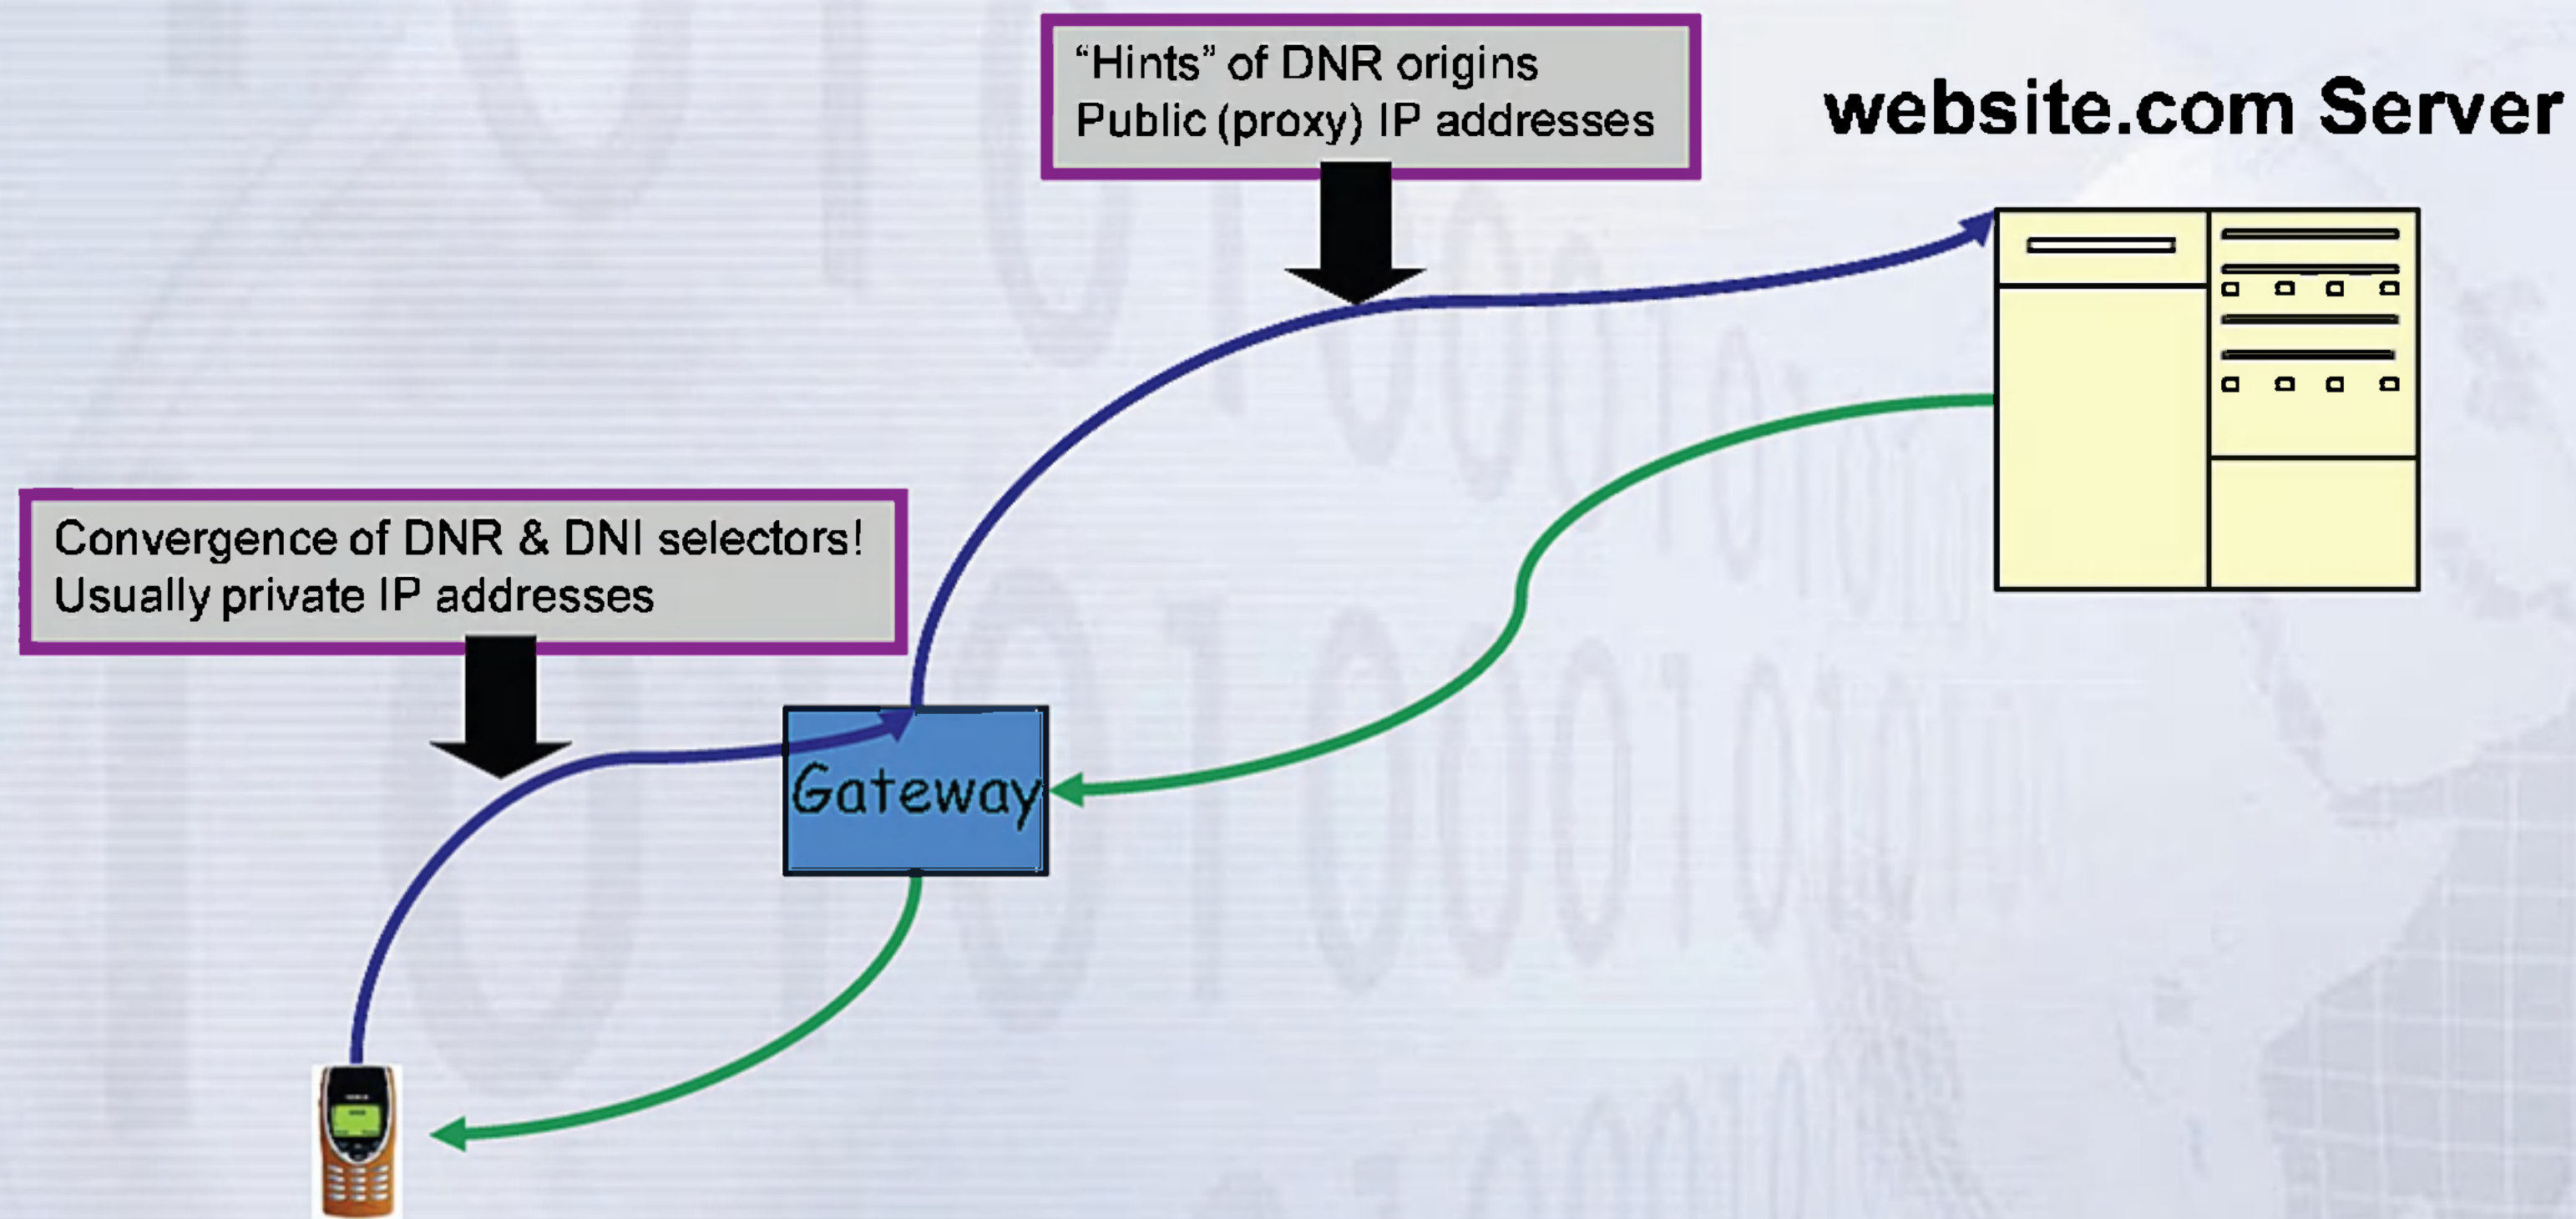 “Hints” of DNR origins
Public (proxy) IP addresses
website.com Server
Convergence of DNR & DNI selectors!
Usually private IP addresses
Gateway